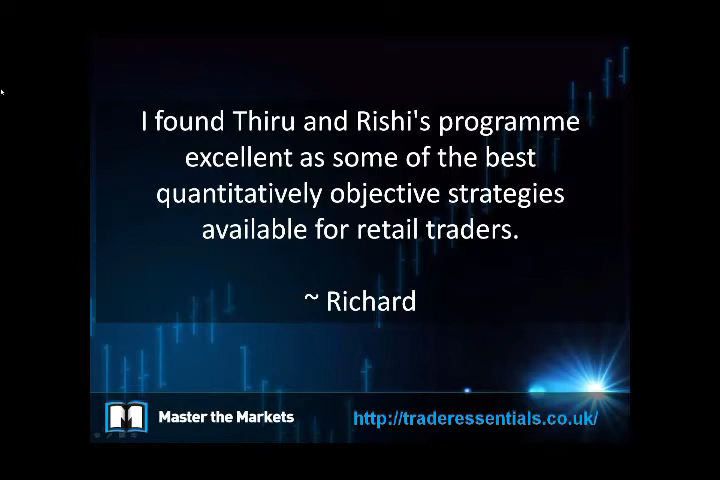 I found Thiru and Rishi's programme
excellent as some of the best
quantitatively objective strategies
available for retail traders.
~ Richard
Master the Markets
http://traderessentials.co.uk/